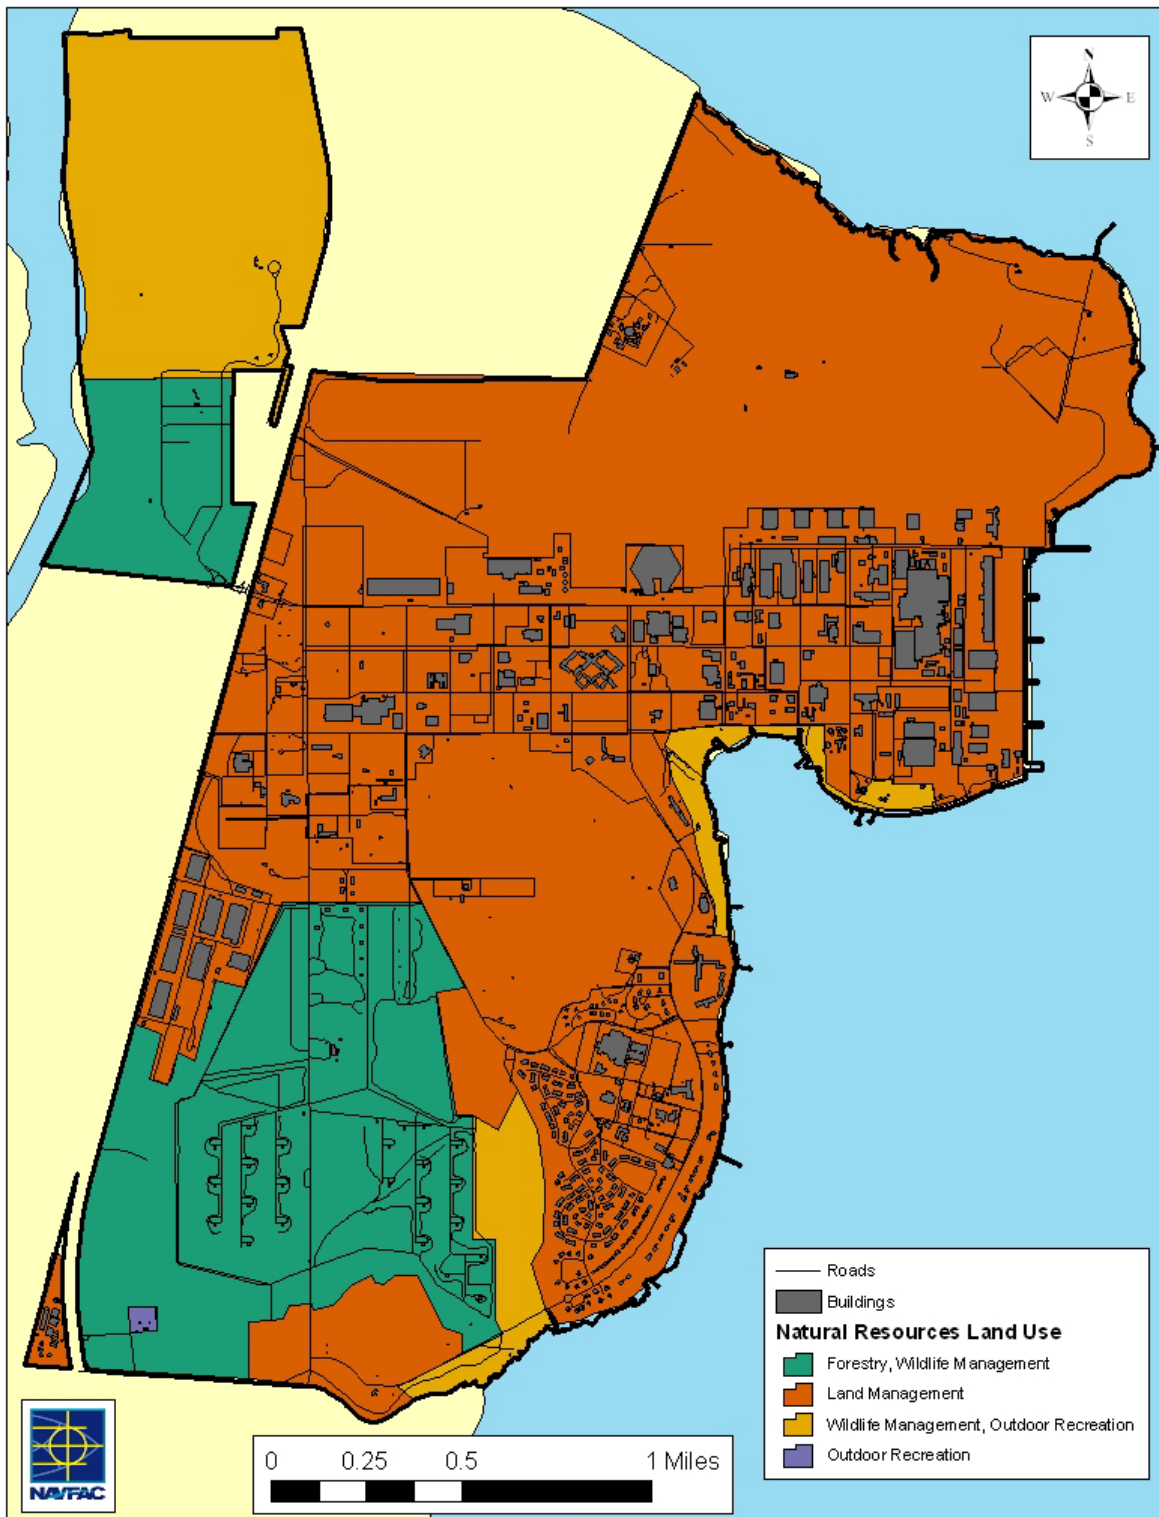 N
W E
S
Roads
Buildings
Natural Resources Land Use
Forestry, Wildlife Management
Land Management
Wildlife Management, Outdoor Recreation
Outdoor Recreation
0 0.25 0.5 1 Miles
NAVFAC